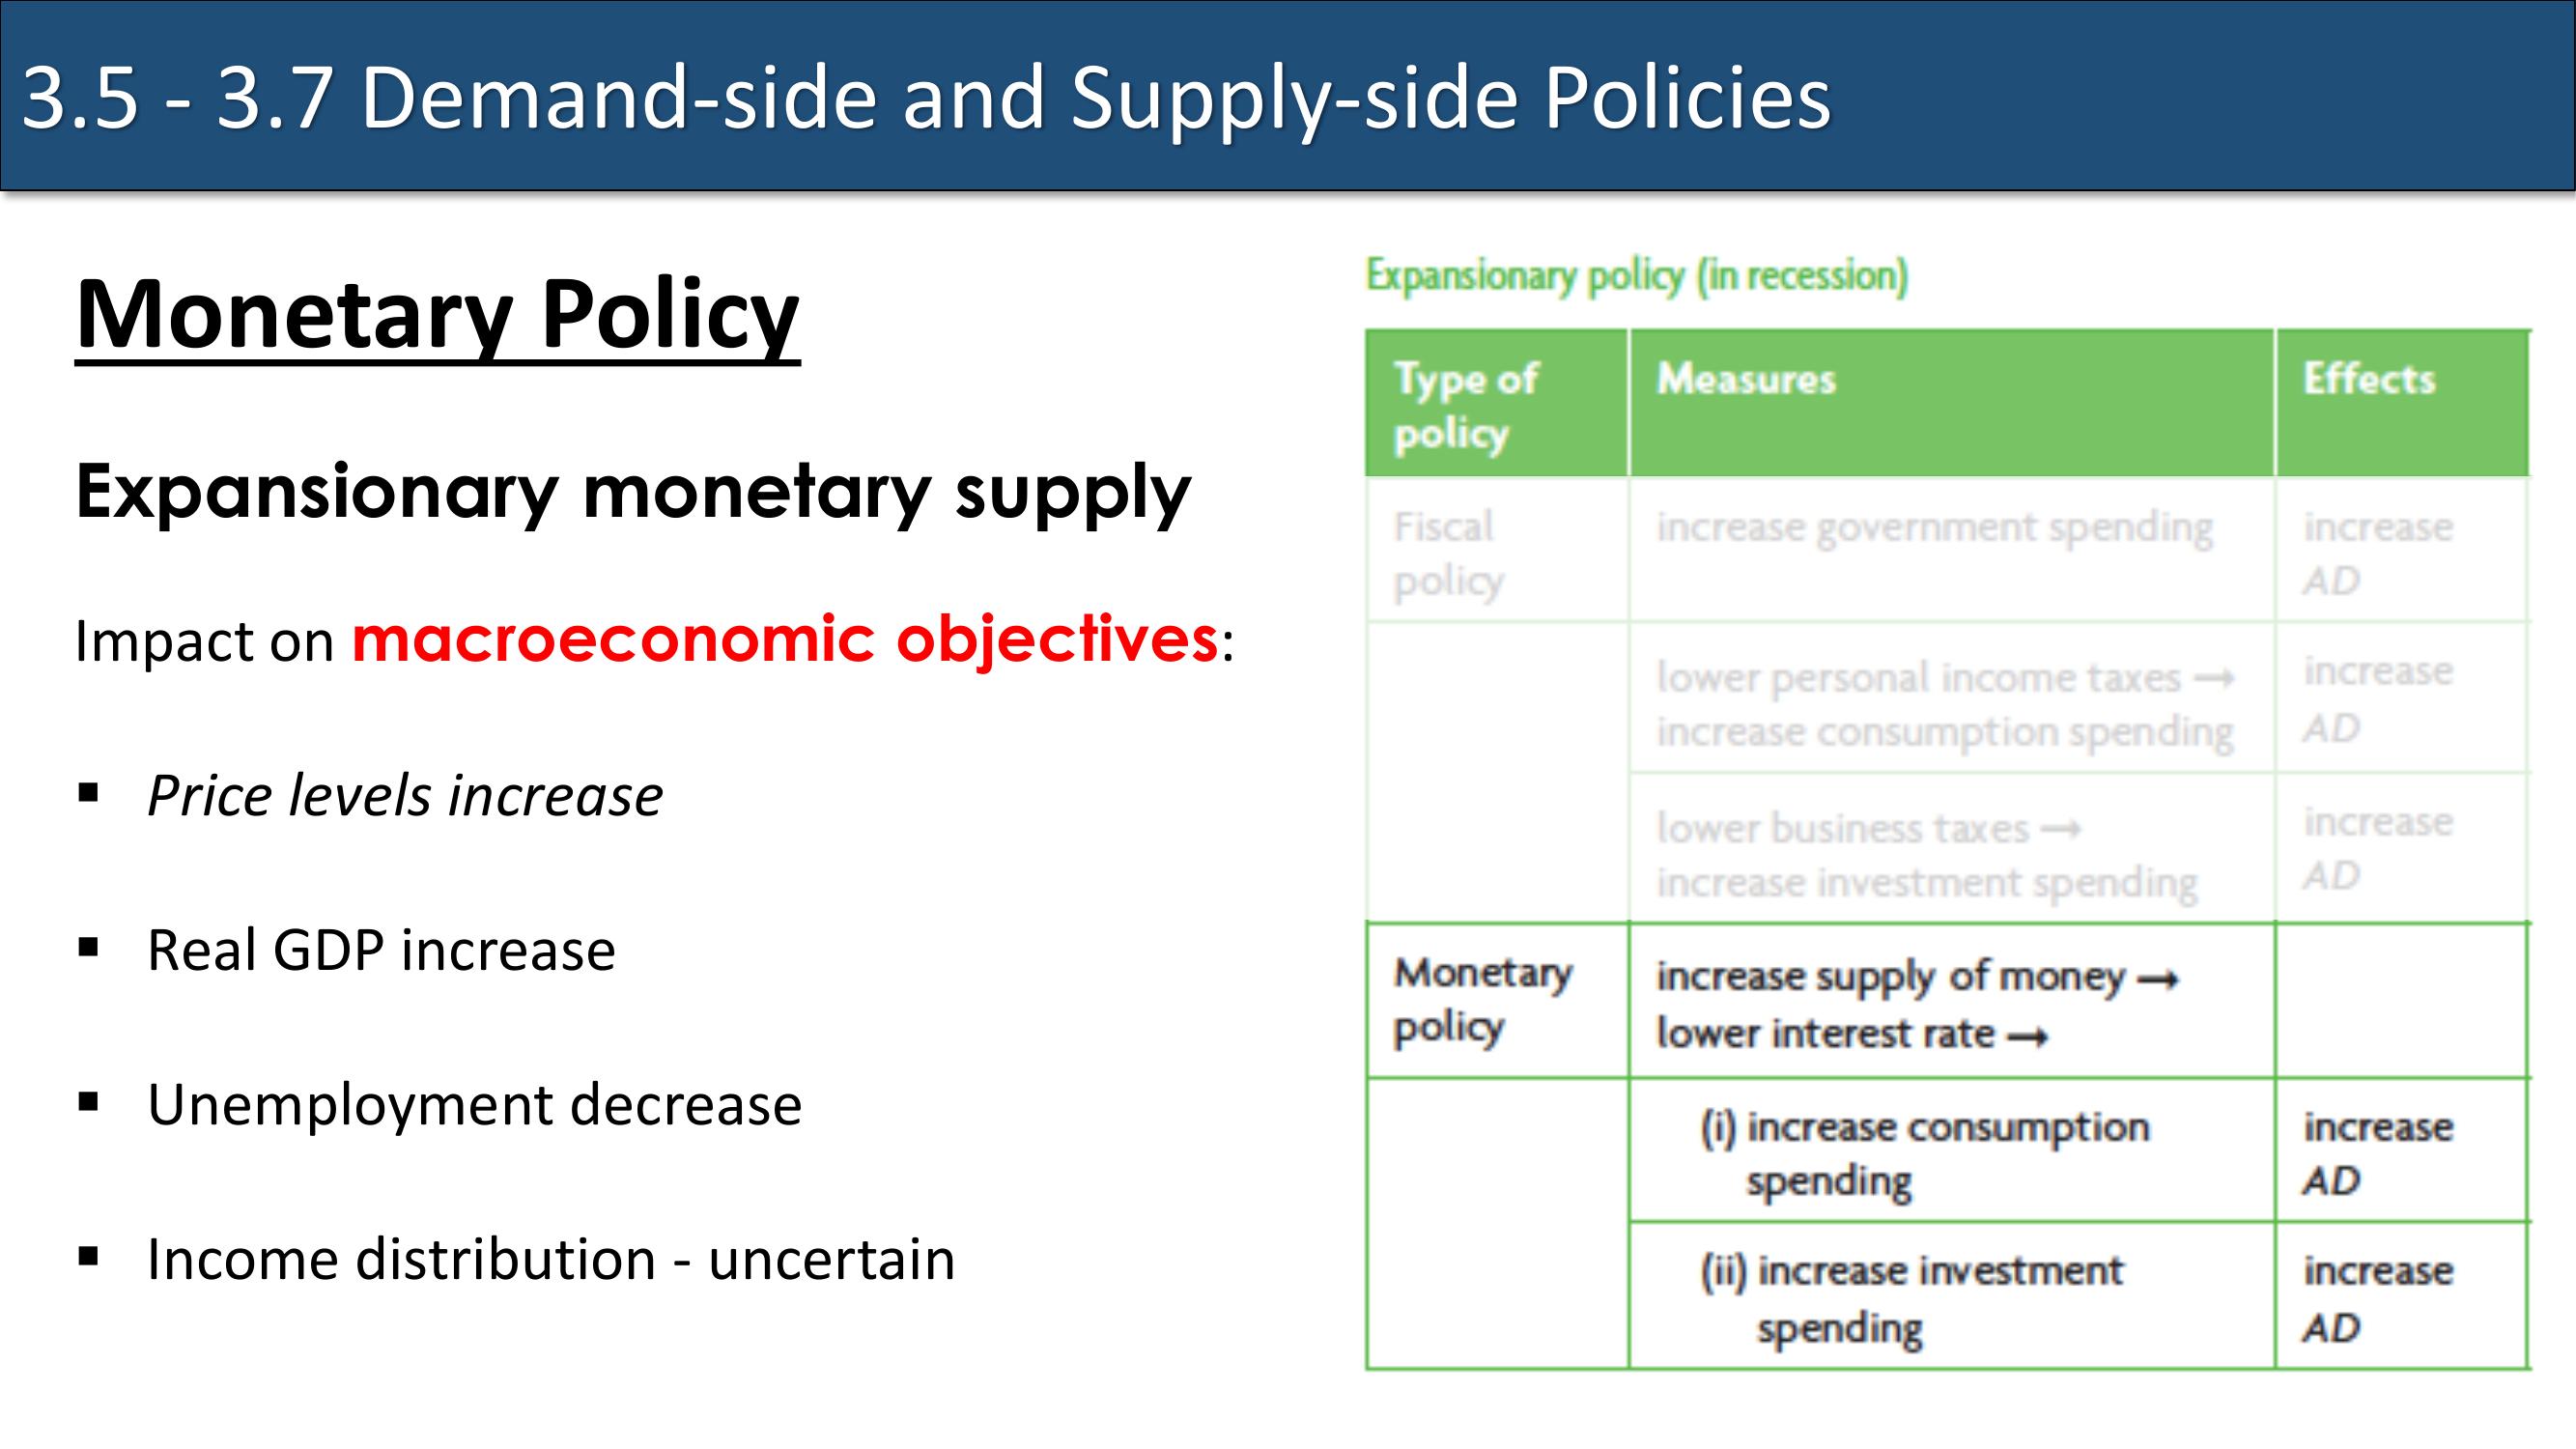 3.5 - 3.7 Demand-side and Supply-side Policies
Monetary Policy
Expansionary monetary supply
Impact on macroeconomic objectives:
▪ Price levels increase
▪ Real GDP increase
▪ Unemployment decrease
▪ Income distribution - uncertain
Expansionary policy (in recession)
Type of policy Measures Effects
Fiscal policy increase government spending increase AD
lower personal income taxes → increase
increase consumption spending AD
lower business taxes → increase
increase investment spending AD
Monetary increase supply of money →
policy lower interest rate →
(i) increase consumption increase
spending AD
(ii) increase investment increase
spending AD